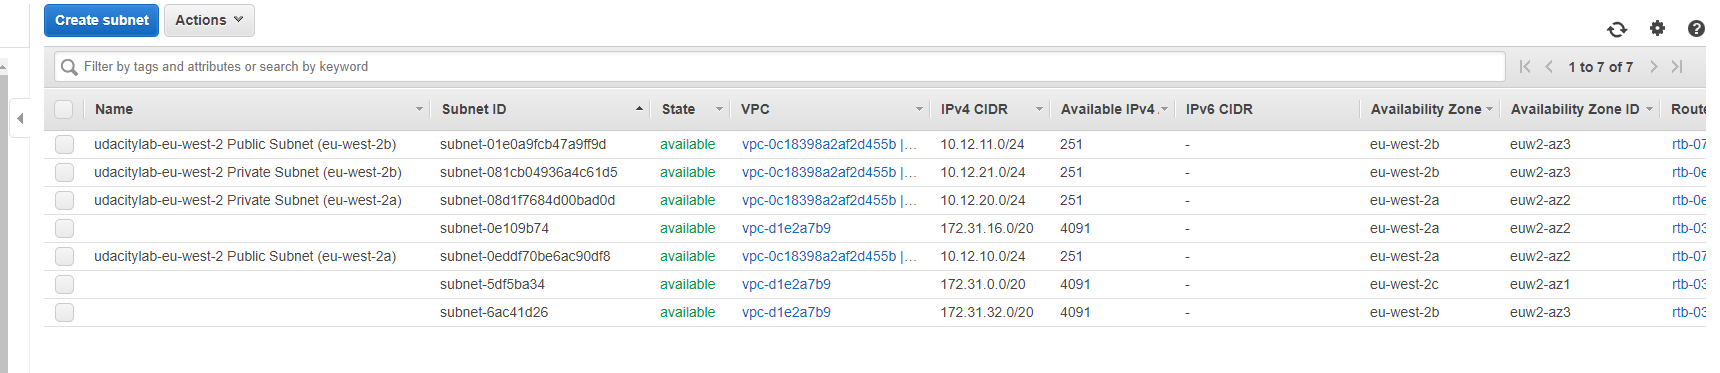 Create subnet Actions
Filter by tags and attributes or search by keyword 1 to 7 of 7
Name Subnet ID State VPC IPv4 CIDR Available IPv4 IPv6 CIDR Availability Zone Availability Zone ID Route
udacitylab-eu-west-2 Public Subnet (eu-west-2b) subnet-01e0a9fcb47a9ff9d available vpc-0c18398a2af2d455b |... 10.12.11.0/24 251 - eu-west-2b euw2-az3 rtb-07
udacitylab-eu-west-2 Private Subnet (eu-west-2b) subnet-081cb04936a4c61d5 available vpc-0c18398a2af2d455b |... 10.12.21.0/24 251 - eu-west-2b euw2-az3 rtb-0e
udacitylab-eu-west-2 Private Subnet (eu-west-2a) subnet-08d1f7684d00bad0d available vpc-0c18398a2af2d455b |... 10.12.20.0/24 251 - eu-west-2a euw2-az2 rtb-0e
subnet-0e109b74 available vpc-d1e2a7b9 172.31.16.0/20 4091 - eu-west-2a euw2-az2 rtb-03
udacitylab-eu-west-2 Public Subnet (eu-west-2a) subnet-0eddf70be6ac90df8 available vpc-0c18398a2af2d455b |... 10.12.10.0/24 251 - eu-west-2a euw2-az2 rtb-07
subnet-5df5ba34 available vpc-d1e2a7b9 172.31.0.0/20 4091 - eu-west-2c euw2-az1 rtb-03
subnet-6ac41d26 available vpc-d1e2a7b9 172.31.32.0/20 4091 - eu-west-2b euw2-az3 rtb-03